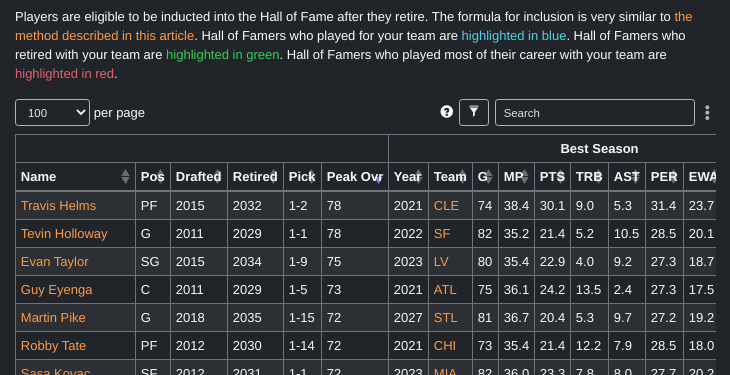 Players are eligible to be inducted into the Hall of Fame after they retire. The formula for inclusion is very similar to the
method described in this article. Hall of Famers who played for your team are highlighted in blue. Hall of Famers who
retired with your team are highlighted in green. Hall of Famers who played most of their career with your team are
highlighted in red.
100 per page ? Search
Best Season
Name Pos Drafted Retired Pick Peak Ovr Year Team G MP PTS TRB AST PER EWA
Travis Helms PF 2015 2032 1-2 78 2021 CLE 74 38.4 30.1 9.0 5.3 31.4 23.7
Tevin Holloway G 2011 2029 1-1 78 2022 SF 82 35.2 21.4 5.2 10.5 28.5 20.1
Evan Taylor SG 2015 2034 1-9 75 2023 LV 80 35.4 22.9 4.0 9.2 27.3 18.7
Guy Eyenga C 2011 2029 1-5 73 2021 ATL 75 36.1 24.2 13.5 2.4 27.3 17.5
Martin Pike G 2018 2035 1-15 72 2027 STL 81 36.7 20.4 5.3 9.7 27.2 19.2
Robby Tate PF 2012 2030 1-14 72 2021 CHI 73 35.4 21.4 12.2 7.9 28.5 18.0
Sasa Kovac SF 2012 2031 1-1 72 2023 MIA 82 36.0 23.3 7.8 8.0 27.7 20.2